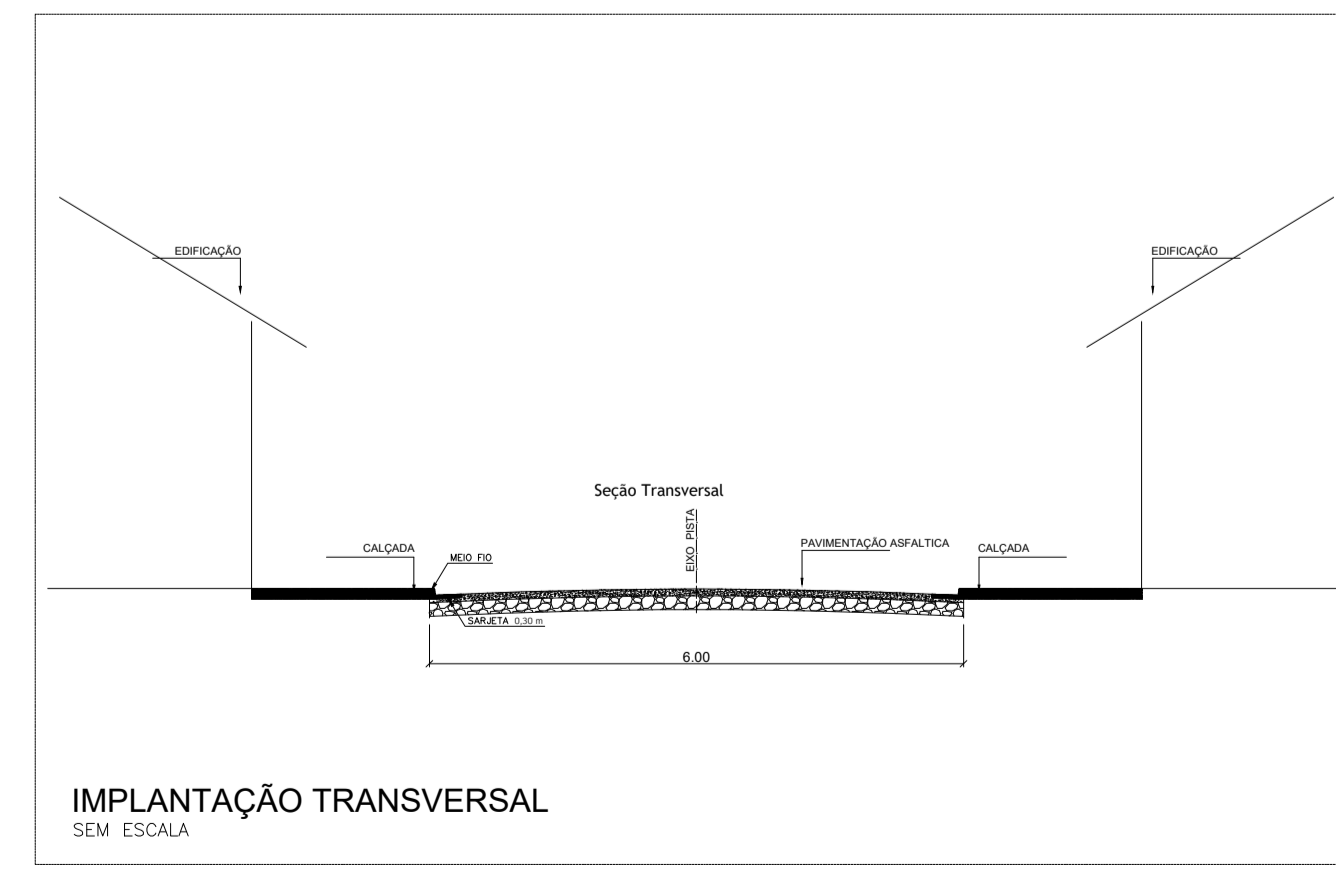 EDIFICAÇÃO
EDIFICAÇÃO
Seção Transversal
EIXO PISTA
CALÇADA
MEIO FIO
PAVIMENTAÇÃO ASFALTICA
CALÇADA
SARJETA 0,30 m
6.00
IMPLANTAÇÃO TRANSVERSAL
SEM ESCALA